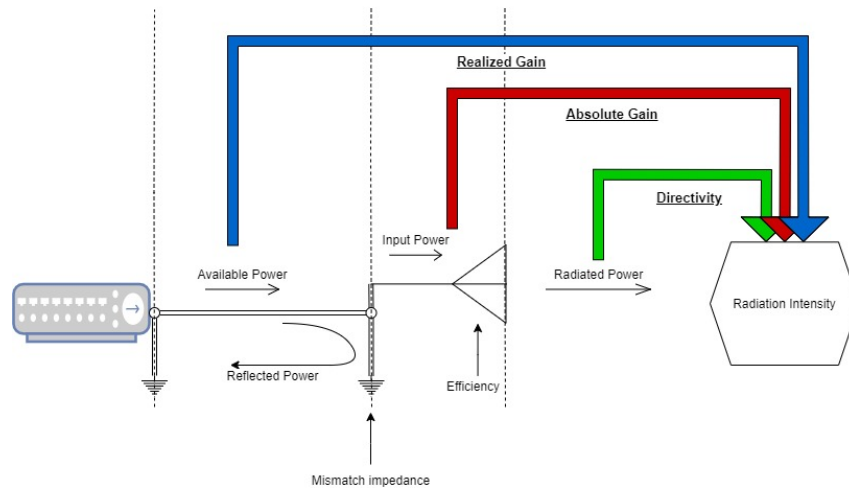 Realized Gain
Absolute Gain
Directivity
Input Power
Available Power
Radiated Power
Radiation Intensity
Reflected Power
Efficiency
Mismatch impedance